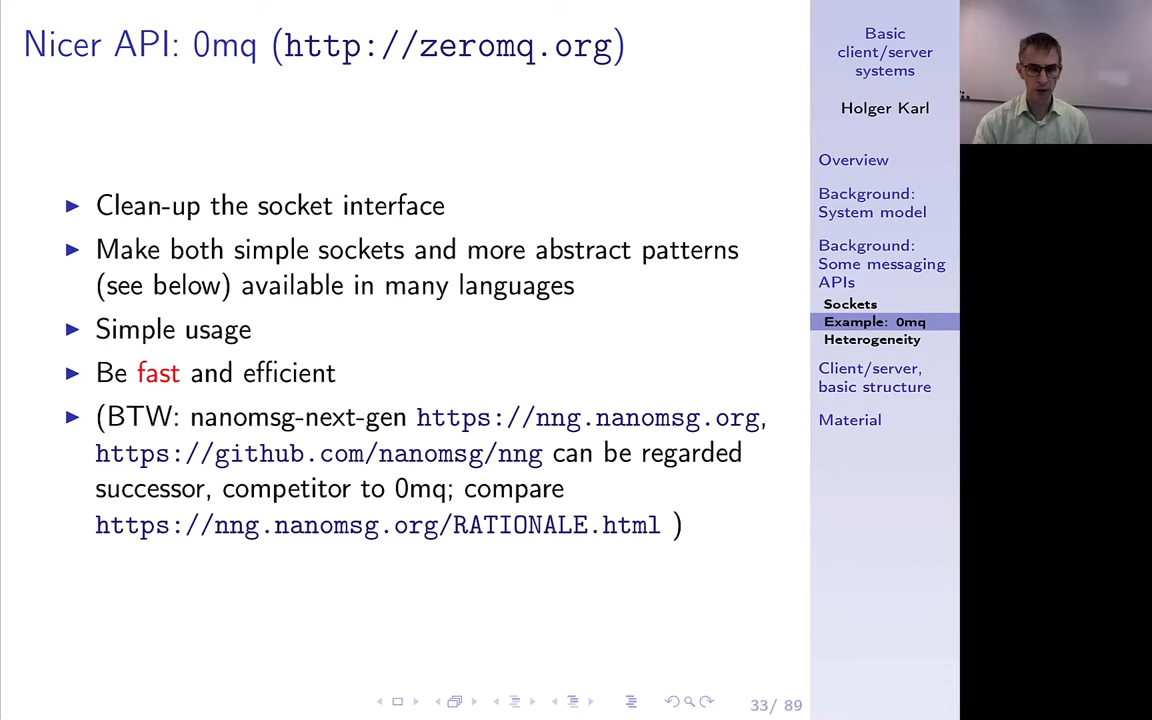 Nicer API: 0mq (http://zeromq.org)
Clean-up the socket interface
Make both simple sockets and more abstract patterns
(see below) available in many languages
Simple usage
Be fast and efficient
(BTW: nanomsg-next-gen https://nng.nanomsg.org,
https://github.com/nanomsg/nng can be regarded
successor, competitor to 0mq; compare
https://nng.nanomsg.org/RATIONALE.html )
33/ 89
Basic
client/server
systems
Holger Karl
Overview
Background:
System model
Background:
Some messaging
APIs
Sockets
Example: 0mq
Heterogeneity
Client/server,
basic structure
Material